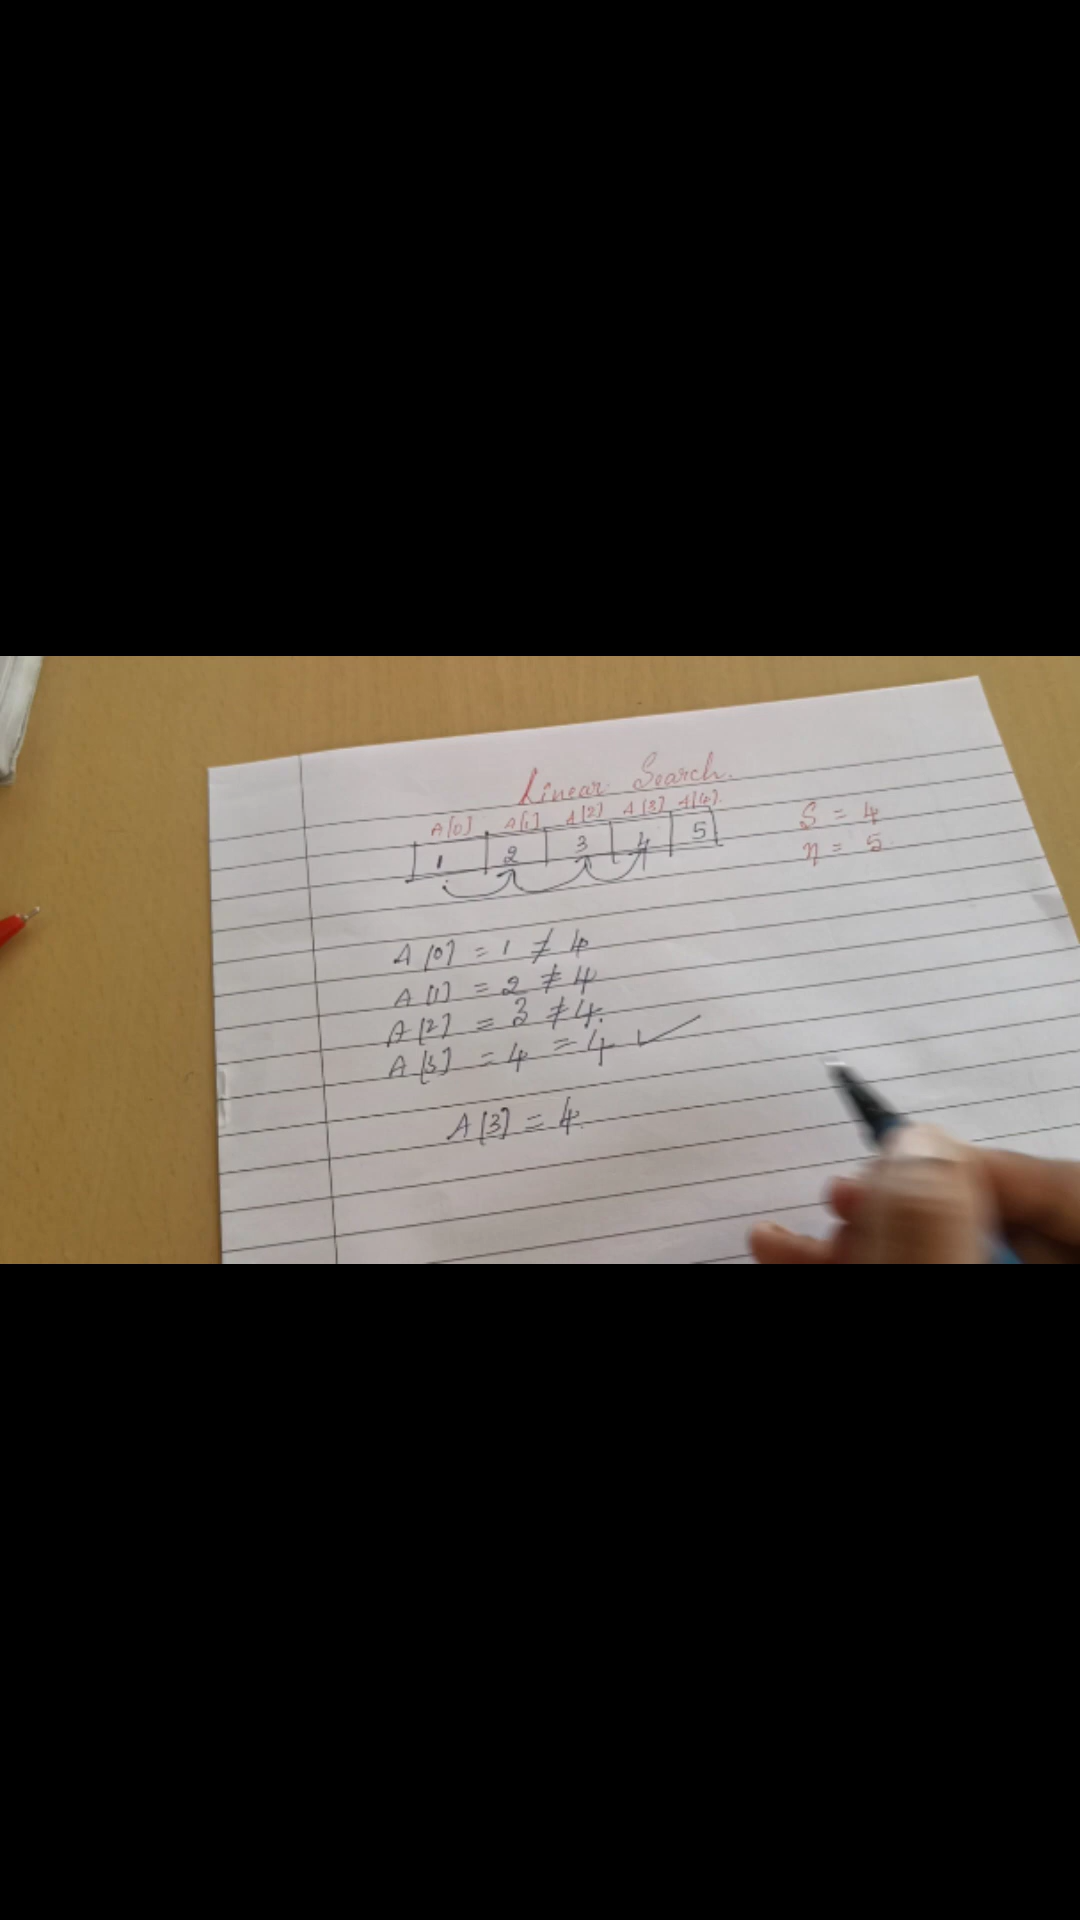 Linear Search.
A[0] A[1] A[2] A[3] A[4].
1 2 3 4 5
S = 4
n = 5.
A[0] = 1 ≠ 4
A[1] = 2 ≠ 4
A[2] = 3 ≠ 4.
A[3] = 4 = 4 ✓
A[3] = 4.